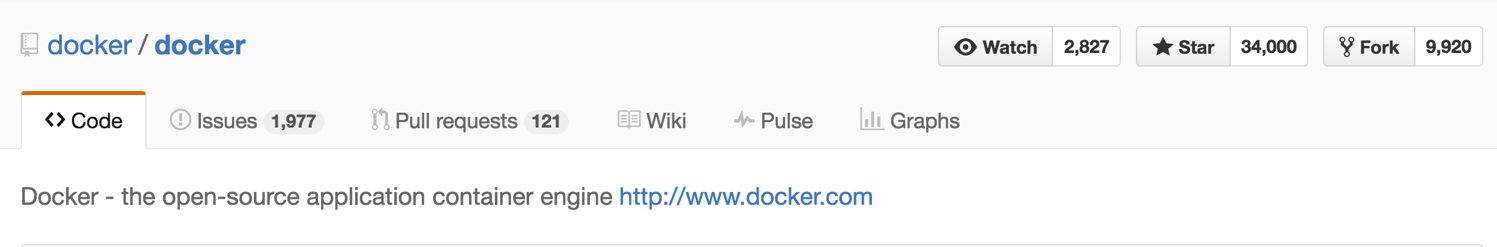 docker / docker
Watch 2,827 Star 34,000 Fork 9,920
Code Issues 1,977 Pull requests 121 Wiki Pulse Graphs
Docker - the open-source application container engine http://www.docker.com